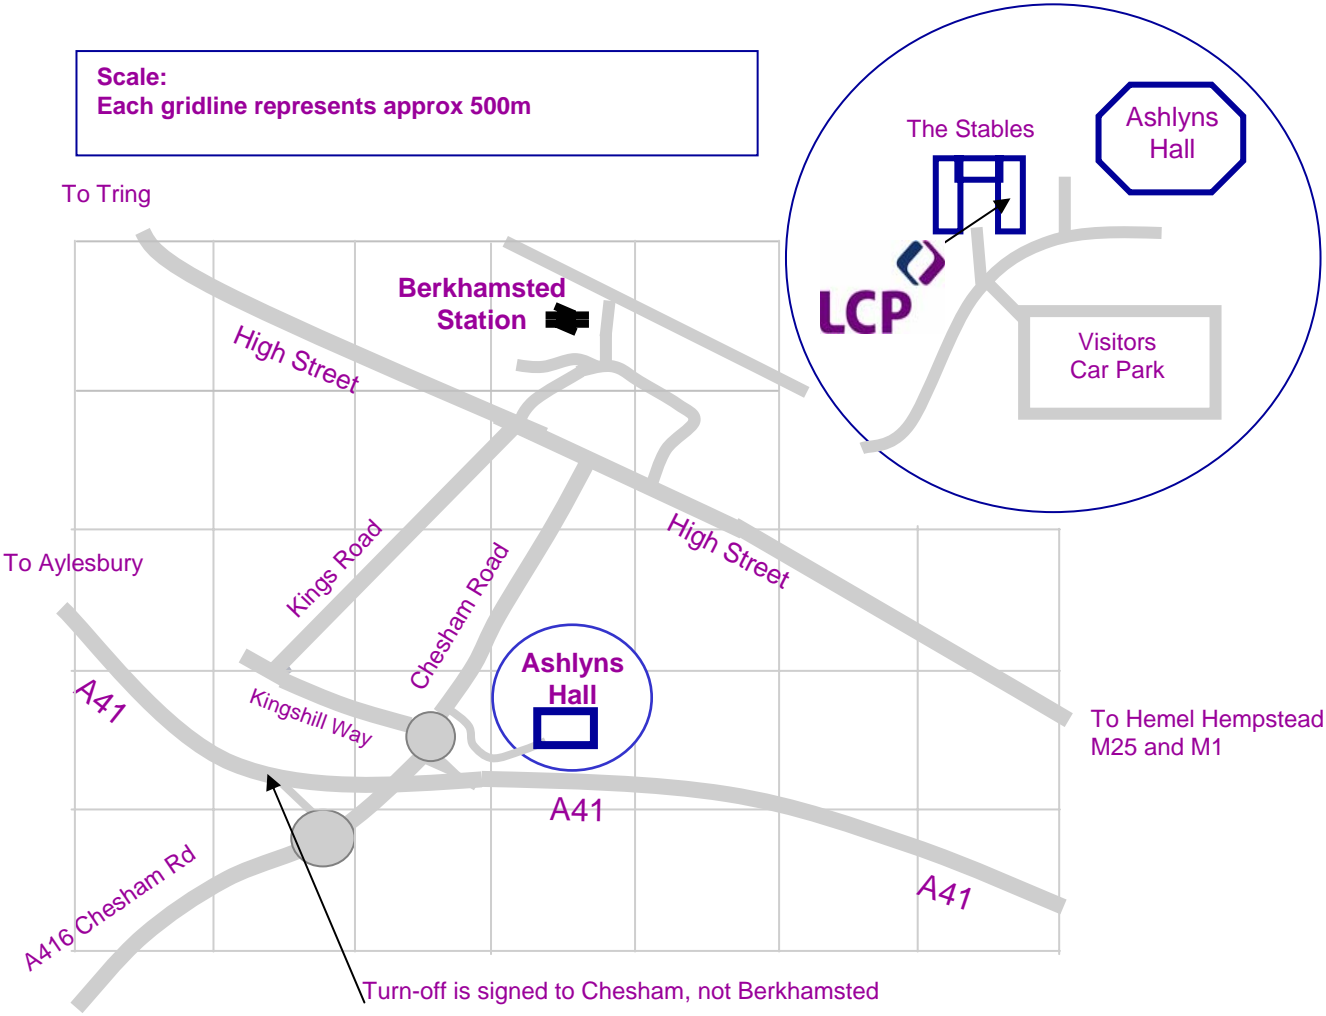 Scale:
Each gridline represents approx 500m
The Stables
Ashlyns
Hall
To Tring
LCP
Berkhamsted
Station
High Street
Visitors
Car Park
To Aylesbury
Kings Road
Chesham Road
High Street
Ashlyns
Hall
A41
Kingshill Way
To Hemel Hempstead
M25 and M1
A41
A416 Chesham Rd
A41
Turn-off is signed to Chesham, not Berkhamsted